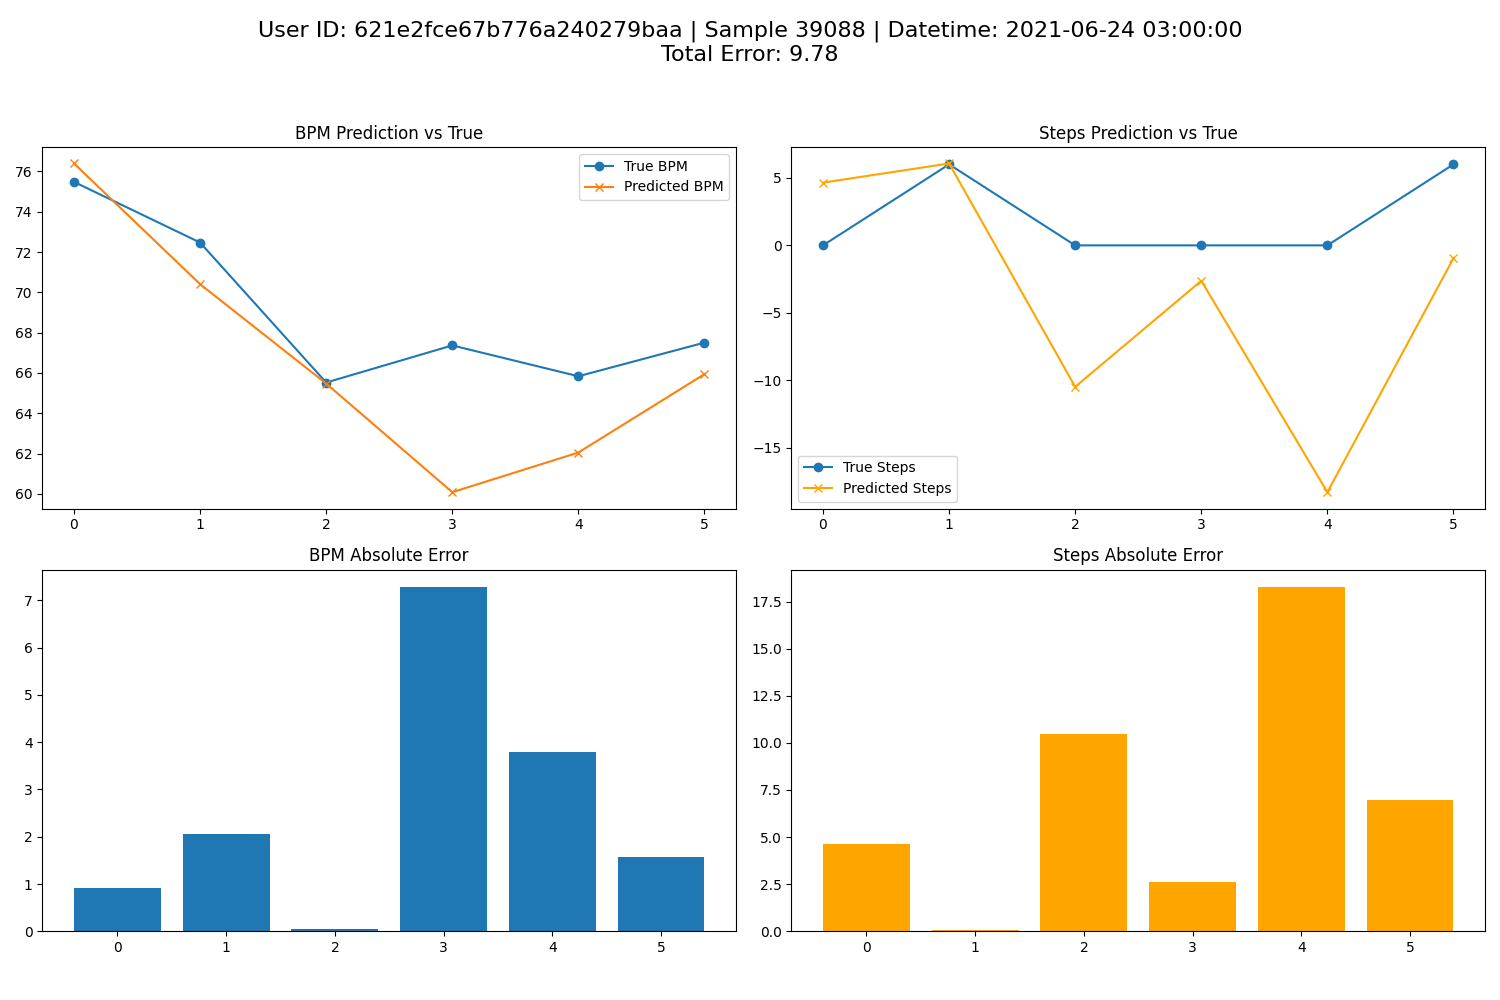 User ID: 621e2fce67b776a240279baa | Sample 39088 | Datetime: 2021-06-24 03:00:00
Total Error: 9.78
BPM Prediction vs True
76
74
72
70
68
66
64
62
60
0 1 2 3 4 5
True BPM
Predicted BPM
Steps Prediction vs True
5
0
−5
−10
−15
0 1 2 3 4 5
True Steps
Predicted Steps
BPM Absolute Error
7
6
5
4
3
2
1
0
0 1 2 3 4 5
Steps Absolute Error
17.5
15.0
12.5
10.0
7.5
5.0
2.5
0.0
0 1 2 3 4 5